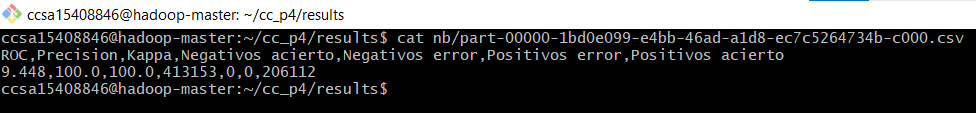 ccsa15408846@hadoop-master: ~/cc_p4/results
ccsa15408846@hadoop-master:~/cc_p4/results$ cat nb/part-00000-1bd0e099-e4bb-46ad-a1d8-ec7c5264734b-c000.csv
ROC,Precision,Kappa,Negativos acierto,Negativos error,Positivos error,Positivos acierto
9.448,100.0,100.0,413153,0,0,206112
ccsa15408846@hadoop-master:~/cc_p4/results$